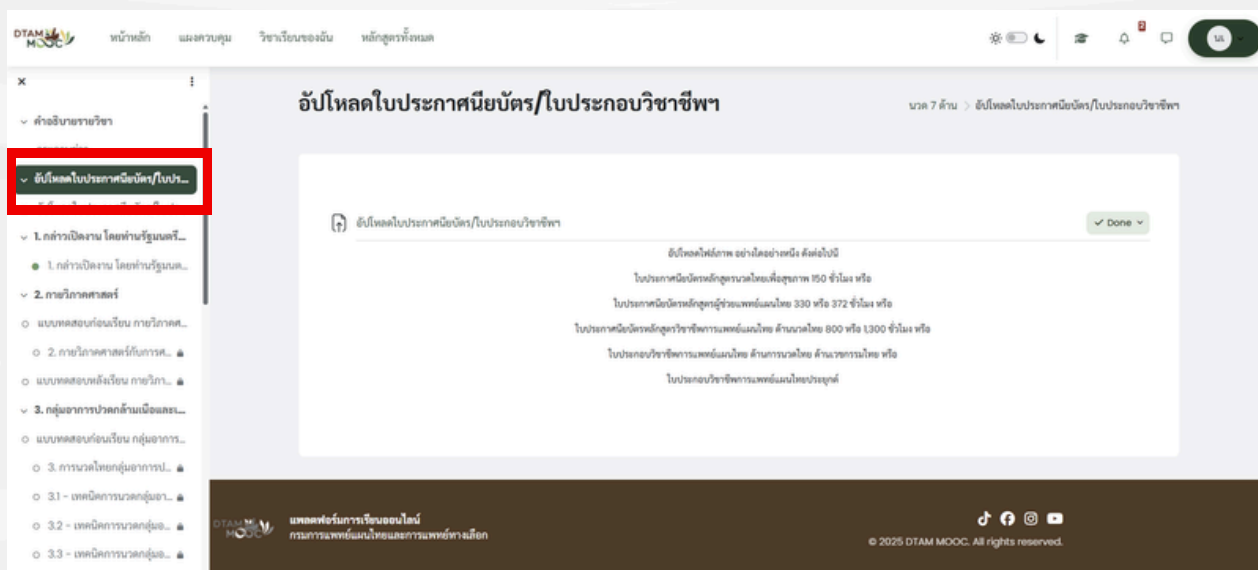 DTAM MOOC
หน้าหลัก แผงควบคุม วิชาเรียนของฉัน หลักสูตรทั้งหมด
2
นเ
อัปโหลดใบประกาศนียบัตร/ใบประกอบวิชาชีพฯ
นวด 7 ด้าน > อัปโหลดใบประกาศนียบัตร/ใบประกอบวิชาชีพฯ
คำอธิบายรายวิชา
อัปโหลดใบประกาศนียบัตร/ใบปร...
1. กล่าวเปิดงาน โดยท่านรัฐมนตรี...
1. กล่าวเปิดงาน โดยท่านรัฐมนต...
2. กายวิภาคศาสตร์
แบบทดสอบก่อนเรียน กายวิภาคศ...
2. กายวิภาคศาสตร์กับการศ...
แบบทดสอบหลังเรียน กายวิภา...
3. กลุ่มอาการปวดกล้ามเนื้อและเ...
แบบทดสอบก่อนเรียน กลุ่มอาการ...
3. การนวดไทยกลุ่มอาการป...
3.1 - เทคนิคการนวดกลุ่มอา...
3.2 - เทคนิคการนวดกลุ่มอ...
3.3 - เทคนิคการนวดกลุ่มอ...
อัปโหลดใบประกาศนียบัตร/ใบประกอบวิชาชีพฯ
Done
อัปโหลดไฟล์ภาพ อย่างใดอย่างหนึ่ง ดังต่อไปนี้
ใบประกาศนียบัตรหลักสูตรนวดไทยเพื่อสุขภาพ 150 ชั่วโมง หรือ
ใบประกาศนียบัตรหลักสูตรผู้ช่วยแพทย์แผนไทย 330 หรือ 372 ชั่วโมง หรือ
ใบประกาศนียบัตรหลักสูตรวิชาชีพการแพทย์แผนไทย ด้านนวดไทย 800 หรือ 1,300 ชั่วโมง หรือ
ใบประกอบวิชาชีพการแพทย์แผนไทย ด้านการนวดไทย ด้านเวชกรรมไทย หรือ
ใบประกอบวิชาชีพการแพทย์แผนไทยประยุกต์
DTAM MOOC
แพลตฟอร์มการเรียนออนไลน์
กรมการแพทย์แผนไทยและการแพทย์ทางเลือก
© 2025 DTAM MOOC. All rights reserved.